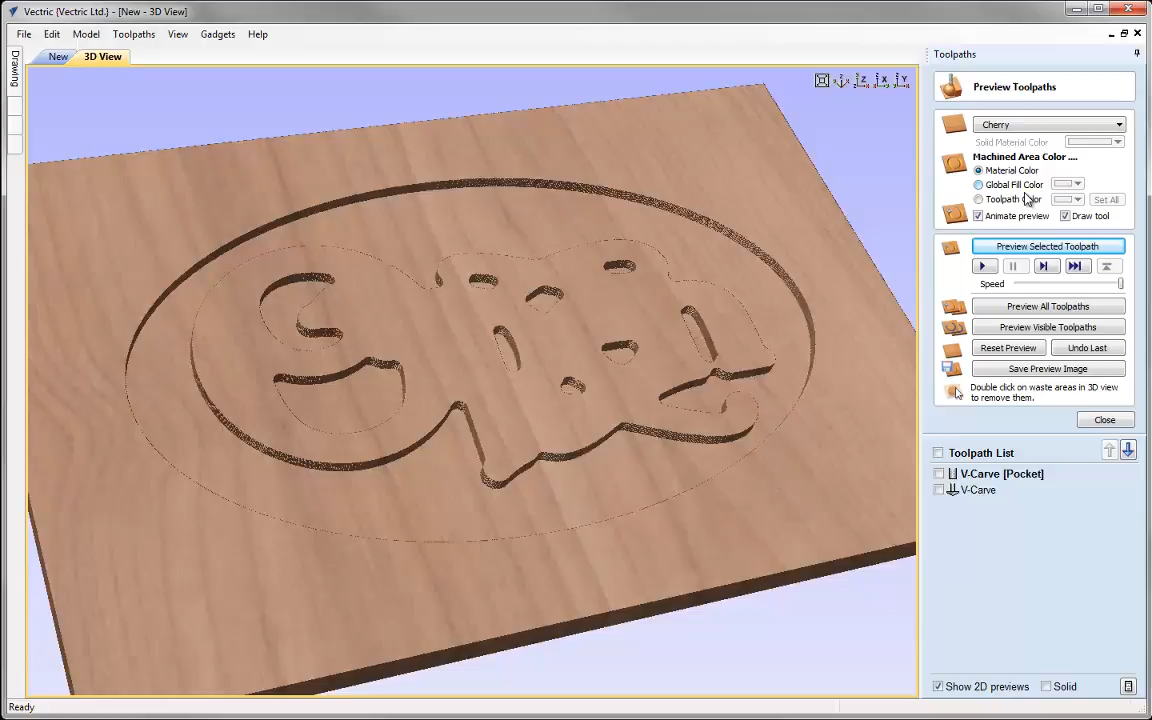 Vectric {Vectric Ltd.} - [New - 3D View]
File Edit Model Toolpaths View Gadgets Help
New 3D View
Drawing
Toolpaths
Preview Toolpaths
Cherry
Solid Material Color
Machined Area Color ....
Material Color
Global Fill Color
Toolpath Color Set All
Animate preview Draw tool
Preview Selected Toolpath
Speed
Preview All Toolpaths
Preview Visible Toolpaths
Reset Preview Undo Last
Save Preview Image
Double click on waste areas in 3D view
to remove them.
Close
Toolpath List
V-Carve [Pocket]
V-Carve
Show 2D previews Solid
Ready